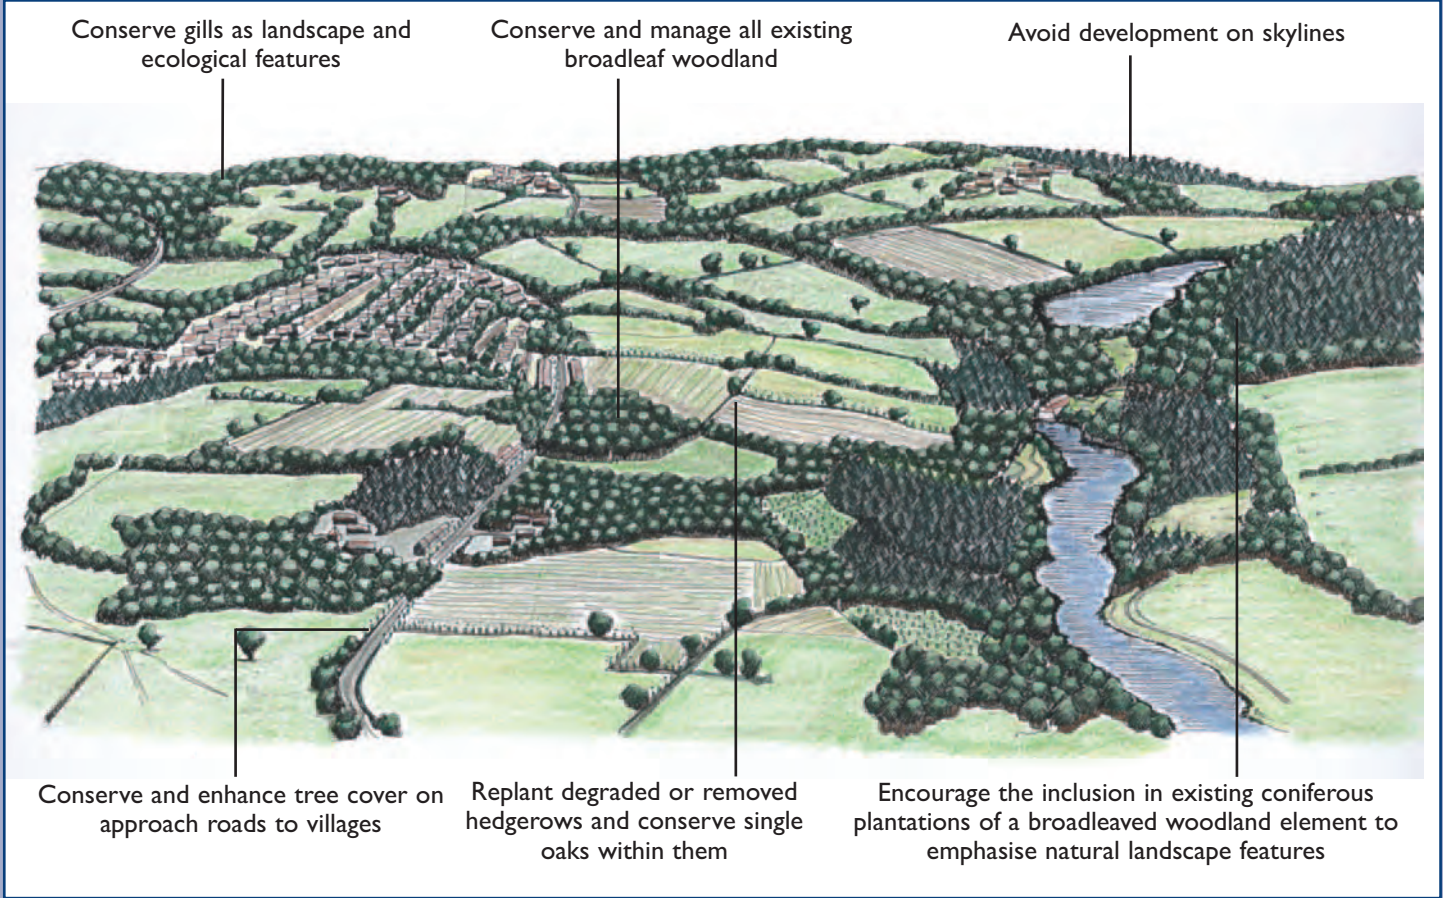 Conserve gills as landscape and
ecological features
Conserve and manage all existing
broadleaf woodland
Avoid development on skylines
Conserve and enhance tree cover on
approach roads to villages
Replant degraded or removed
hedgerows and conserve single
oaks within them
Encourage the inclusion in existing coniferous
plantations of a broadleaved woodland element to
emphasise natural landscape features